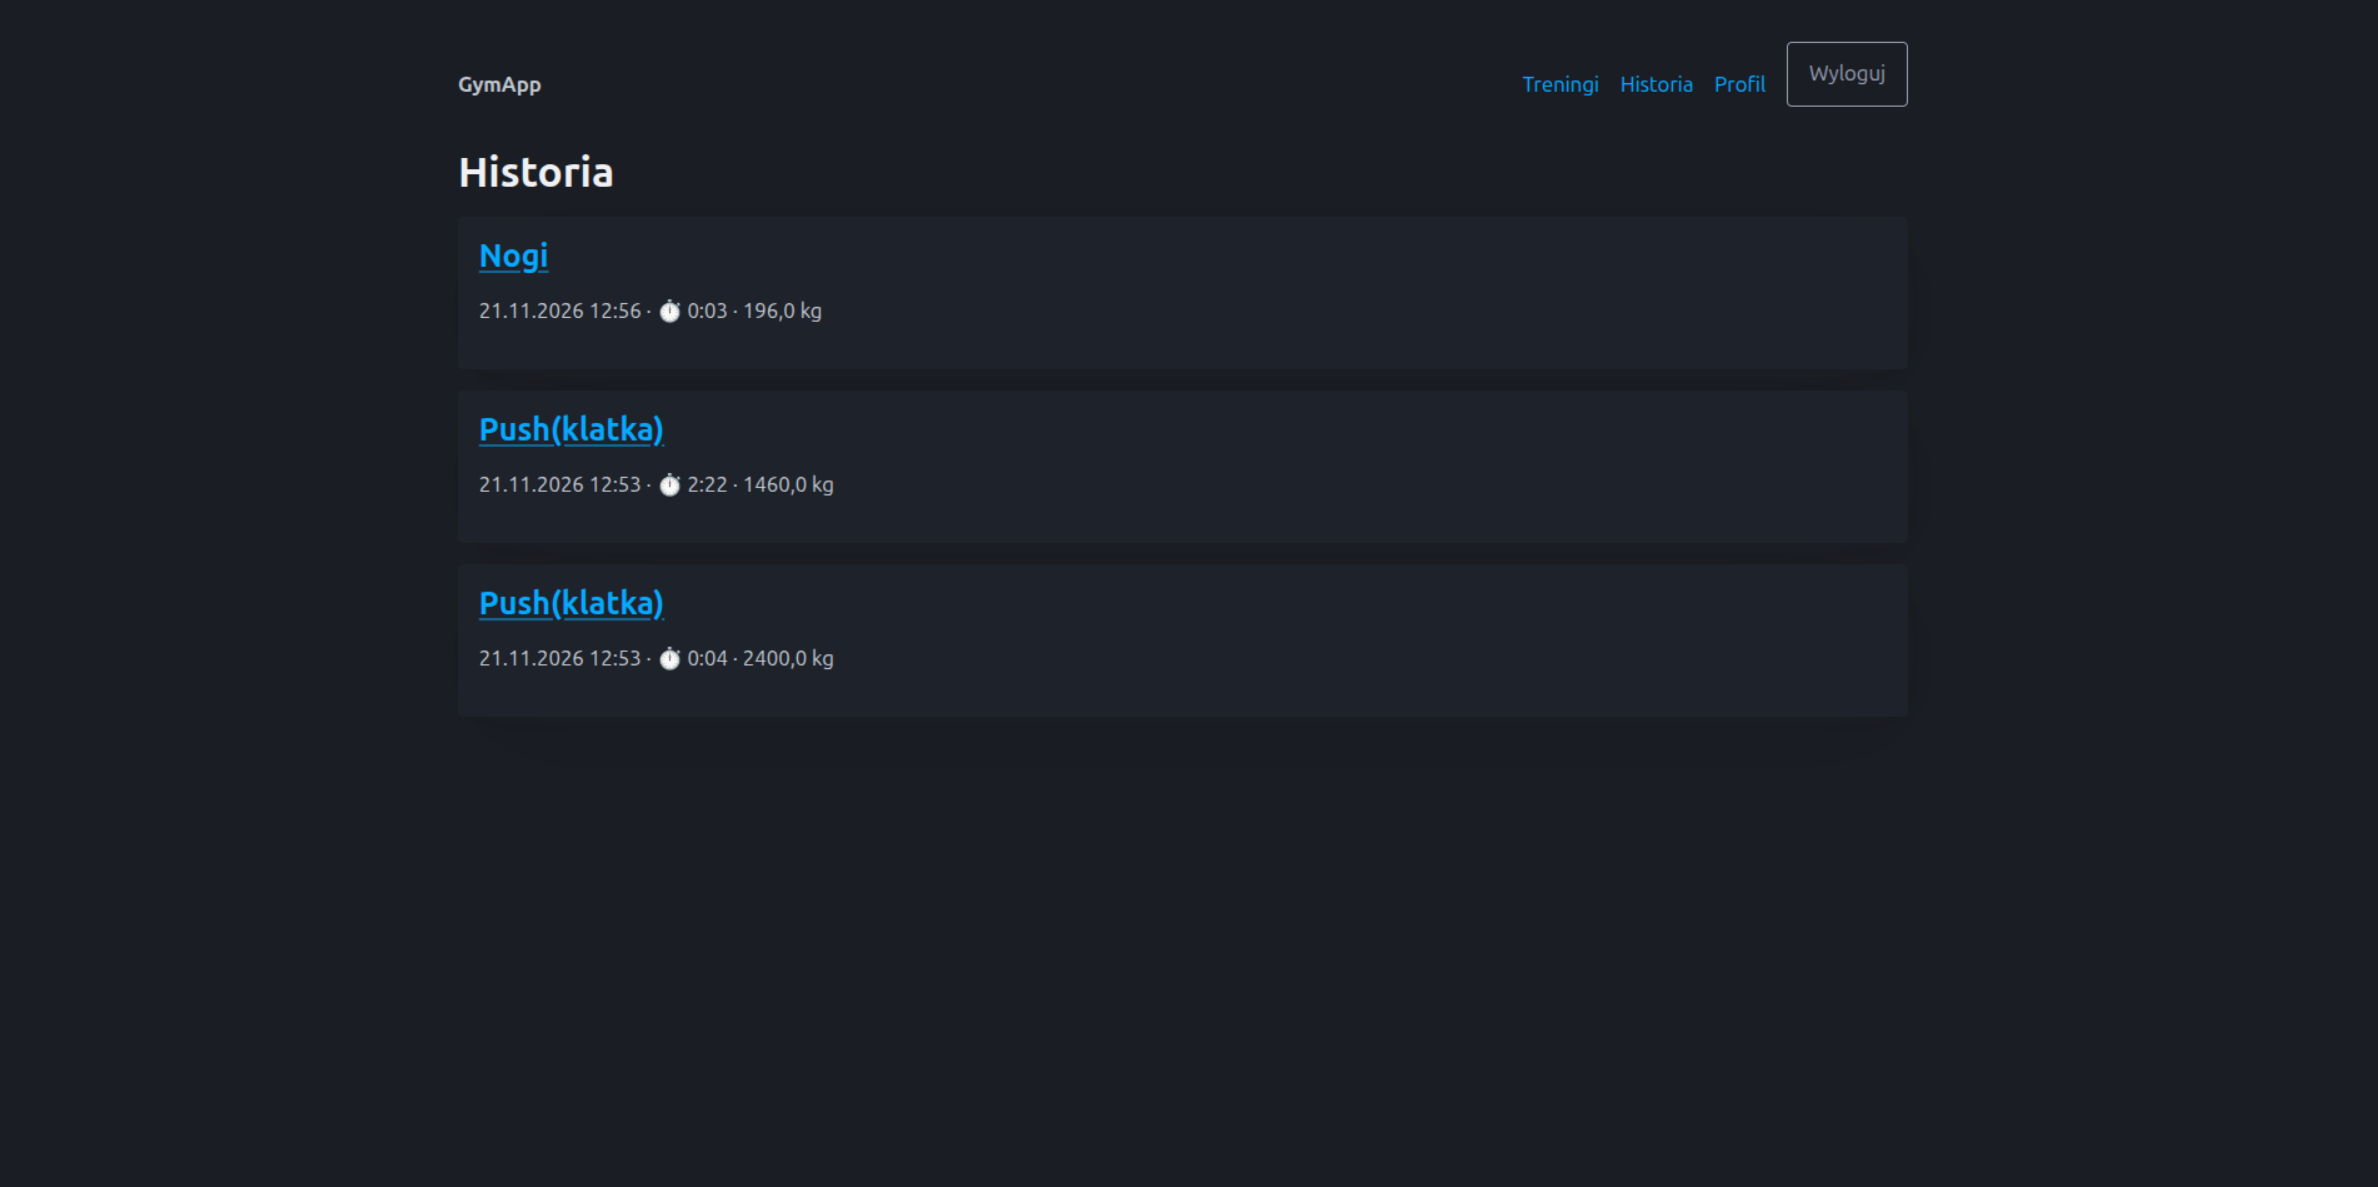 GymApp
Treningi Historia Profil Wyloguj
Historia
Nogi
21.11.2026 12:56 · ⏱ 0:03 · 196,0 kg
Push(klatka)
21.11.2026 12:53 · ⏱ 2:22 · 1460,0 kg
Push(klatka)
21.11.2026 12:53 · ⏱ 0:04 · 2400,0 kg